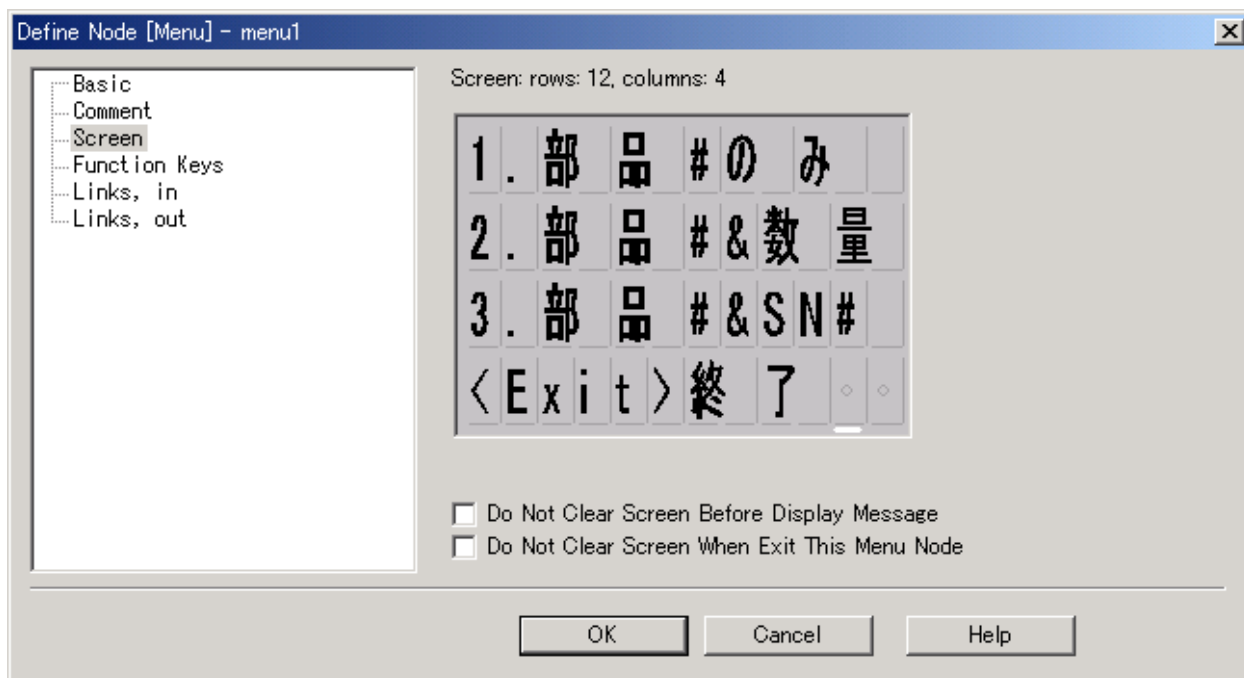 Define Node [Menu] - menu1
Basic
Comment
Screen
Function Keys
Links, in
Links, out
Screen: rows: 12, columns: 4
1.部品#のみ
2.部品#&数量
3.部品#&SN#
<Exit>終了
Do Not Clear Screen Before Display Message
Do Not Clear Screen When Exit This Menu Node
OK
Cancel
Help